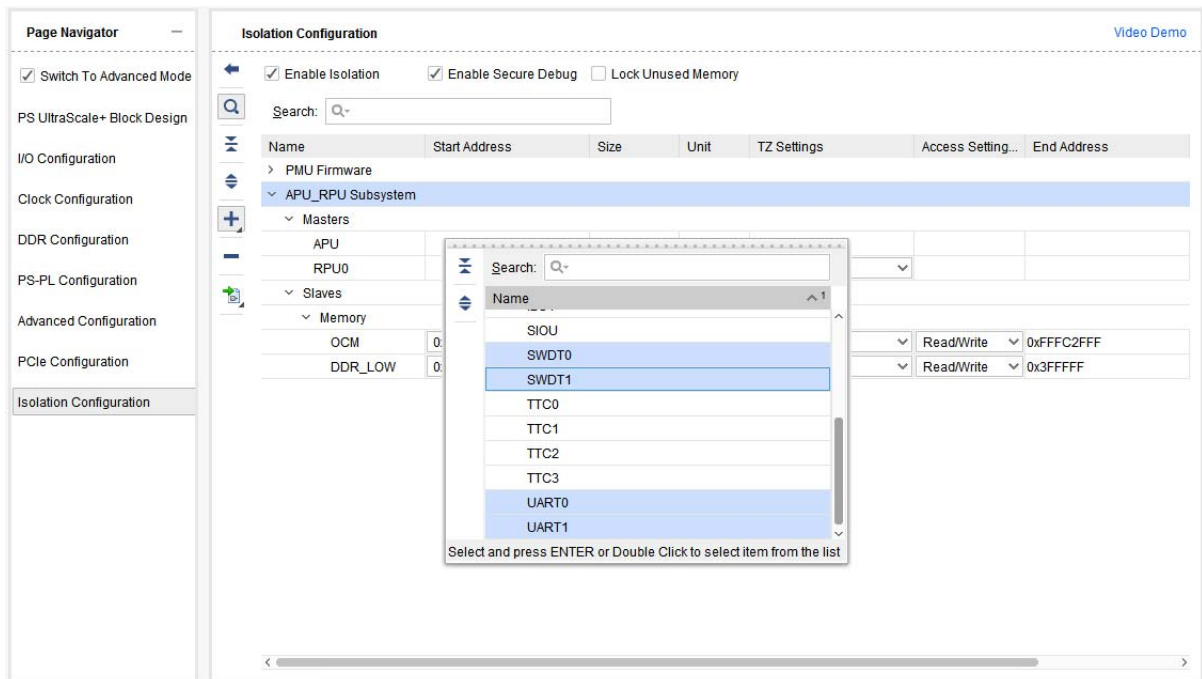 Page Navigator
Switch To Advanced Mode
PS UltraScale+ Block Design
I/O Configuration
Clock Configuration
DDR Configuration
PS-PL Configuration
Advanced Configuration
PCIe Configuration
Isolation Configuration
Isolation Configuration Video Demo
Enable Isolation Enable Secure Debug Lock Unused Memory
Search:
Name Start Address Size Unit TZ Settings Access Setting... End Address
PMU Firmware
APU_RPU Subsystem
Masters
APU
RPU0
Slaves
Memory
OCM Read/Write 0xFFFC2FFF
DDR_LOW Read/Write 0x3FFFFF
Search:
Name 1
SIOU
SWDT0
SWDT1
TTC0
TTC1
TTC2
TTC3
UART0
UART1
Select and press ENTER or Double Click to select item from the list